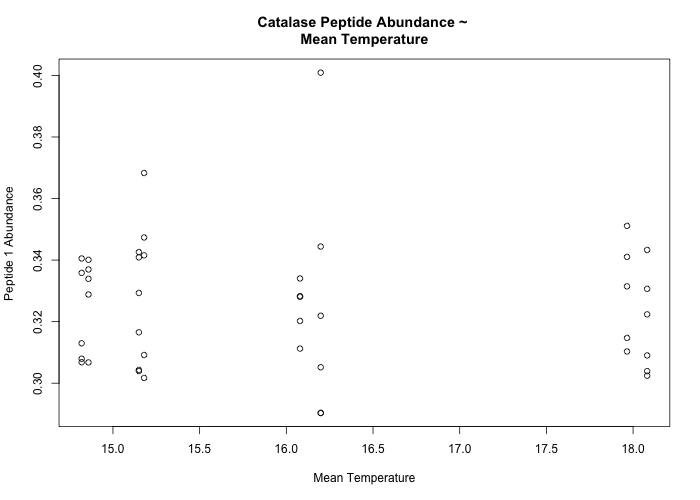 Catalase Peptide Abundance ~
Mean Temperature
0.40
0.38
0.36
0.34
0.32
0.30
Peptide 1 Abundance
15.0 15.5 16.0 16.5 17.0 17.5 18.0
Mean Temperature